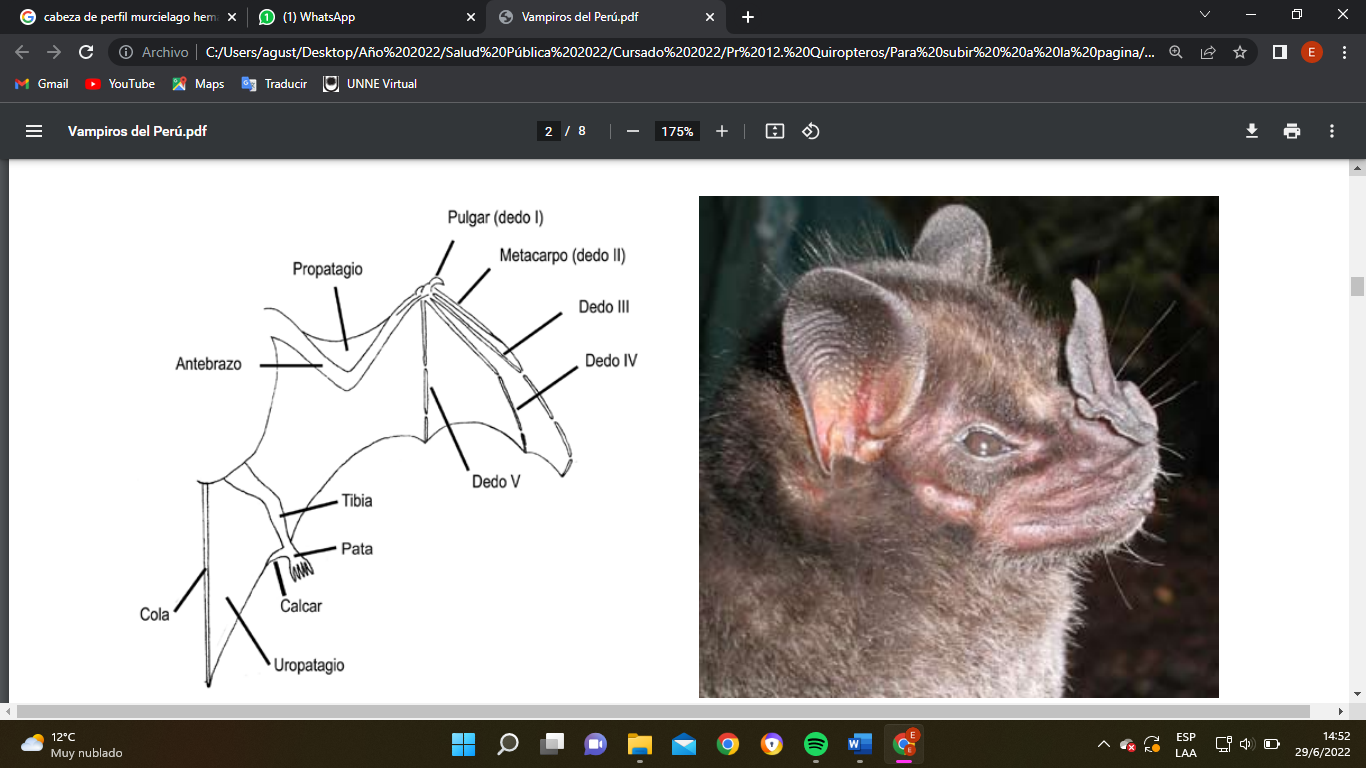 cabeza de perfil murcielago hem
(1) WhatsApp
Vampiros del Perú.pdf
Archivo
C:/Users/agust/Desktop/Año%202022/Salud%20Pública%202022/Cursado%202022/Pr%2012.%20Quiropteros/Para%20subir%20%20a%20la%20pagina/...
E
Gmail
YouTube
Maps
Traducir
UNNE Virtual
Vampiros del Perú.pdf
2 / 8
175%
Pulgar (dedo I)
Metacarpo (dedo II)
Propatagio
Dedo III
Antebrazo
Dedo IV
Dedo V
Tibia
Pata
Calcar
Cola
Uropatagio
12°C
Muy nublado
E
ESP
LAA
14:52
29/6/2022